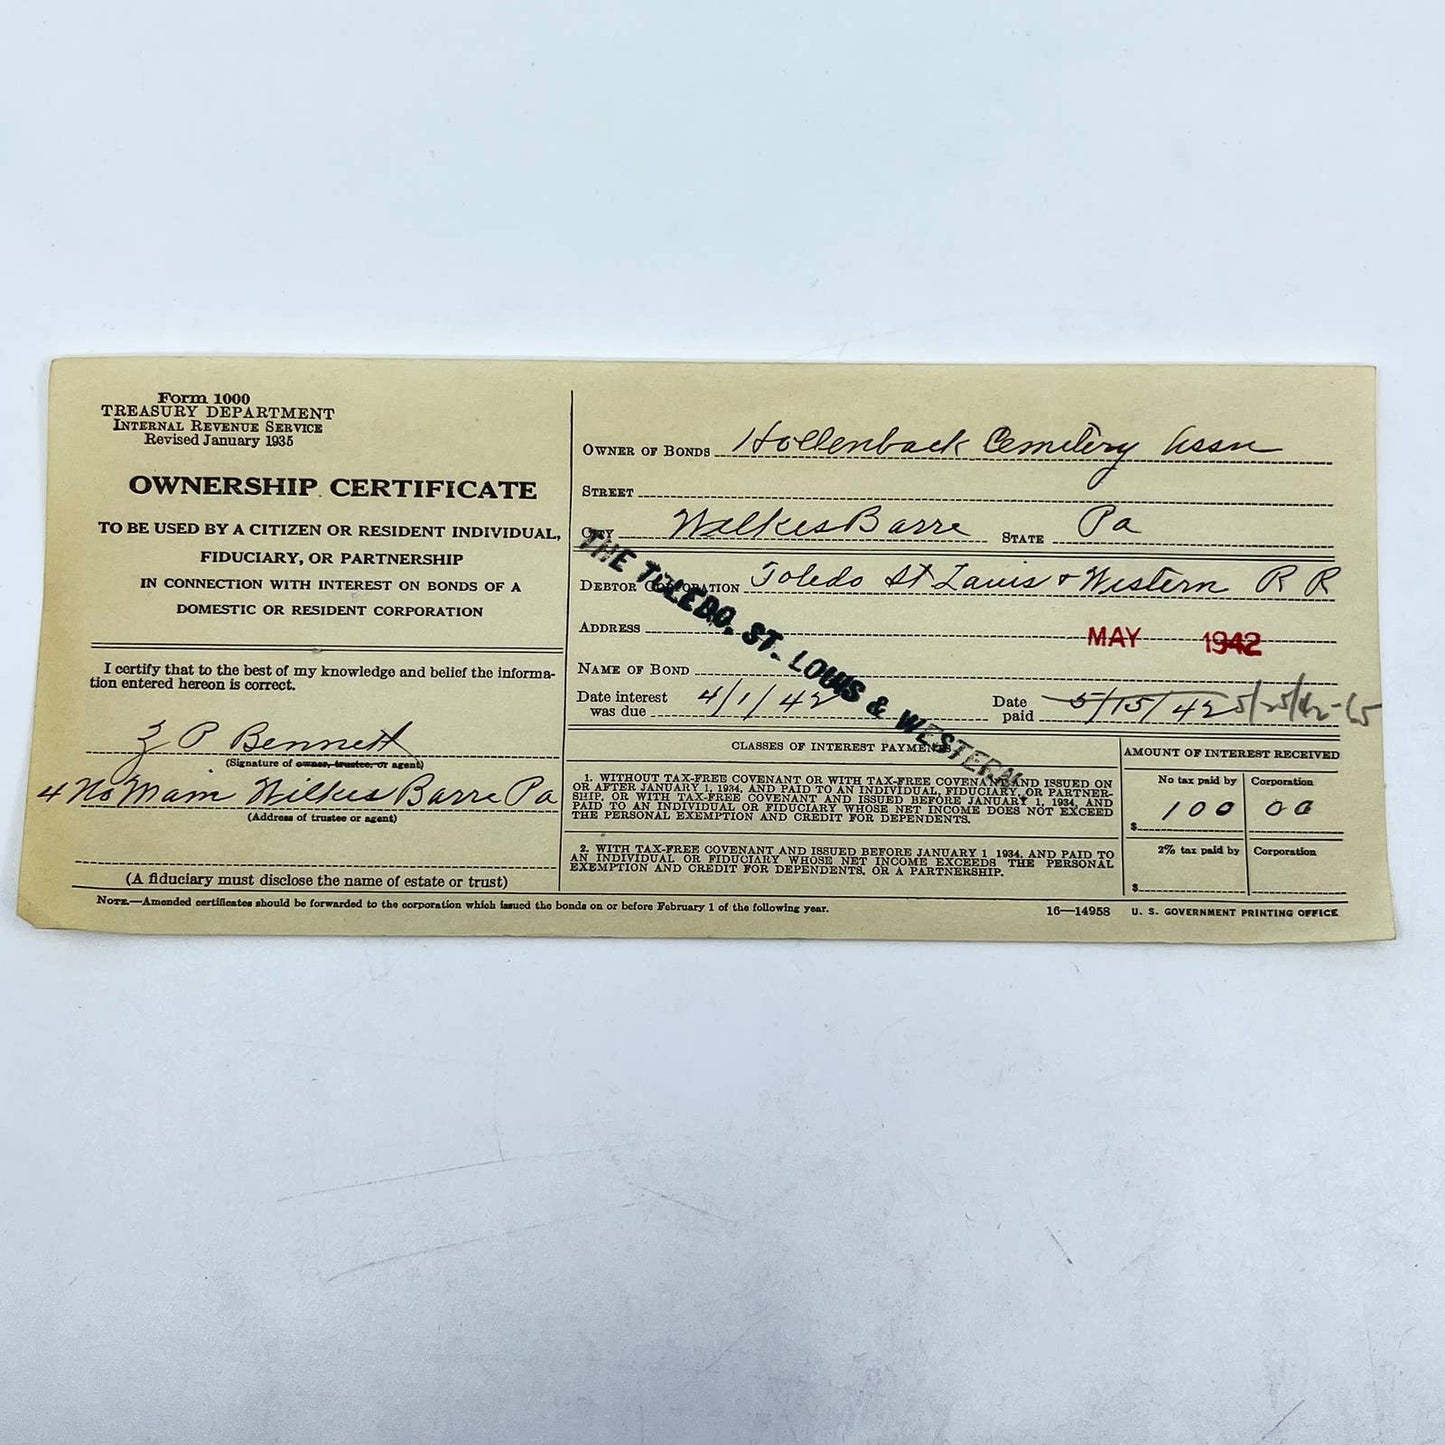 Form 1000
TREASURY DEPARTMENT
INTERNAL REVENUE SERVICE
Revised January 1935
OWNERSHIP CERTIFICATE
TO BE USED BY A CITIZEN OR RESIDENT INDIVIDUAL,
FIDUCIARY, OR PARTNERSHIP
IN CONNECTION WITH INTEREST ON BONDS OF A
DOMESTIC OR RESIDENT CORPORATION
I certify that to the best of my knowledge and belief the informa-
tion entered hereon is correct.
P Bennett
(Signature of owner, trustee, or agent)
4 No Main Wilkes Barre Pa
(Address of trustee or agent)
(A fiduciary must disclose the name of estate or trust)
NOTE.—Amended certificates should be forwarded to the corporation which issued the bonds on or before February 1 of the following year.
OWNER OF BONDS Hollenback Cemetery Assn
STREET
CITY Wilkes Barre STATE Pa
DEBTOR CORPORATION Toledo St Louis & Western R R
ADDRESS MAY 1942
NAME OF BOND
Date interest was due 4/1/42 Date paid 5/15/42 5/25/42
THE TOLEDO, ST. LOUIS & WESTERN
CLASSES OF INTEREST PAYMENTS
1. WITHOUT TAX-FREE COVENANT OR WITH TAX-FREE COVENANT AND ISSUED ON
OR AFTER JANUARY 1, 1934, AND PAID TO AN INDIVIDUAL, FIDUCIARY, OR PARTNER-
SHIP, OR WITH TAX-FREE COVENANT AND ISSUED BEFORE JANUARY 1, 1934, AND
PAID TO AN INDIVIDUAL OR FIDUCIARY WHOSE NET INCOME DOES NOT EXCEED
THE PERSONAL EXEMPTION AND CREDIT FOR DEPENDENTS.
2. WITH TAX-FREE COVENANT AND ISSUED BEFORE JANUARY 1 1934, AND PAID TO
AN INDIVIDUAL OR FIDUCIARY WHOSE NET INCOME EXCEEDS THE PERSONAL
EXEMPTION AND CREDIT FOR DEPENDENTS, OR A PARTNERSHIP.
AMOUNT OF INTEREST RECEIVED
No tax paid by Corporation
$ 100 00
2% tax paid by Corporation
$
16—14958 U. S. GOVERNMENT PRINTING OFFICE